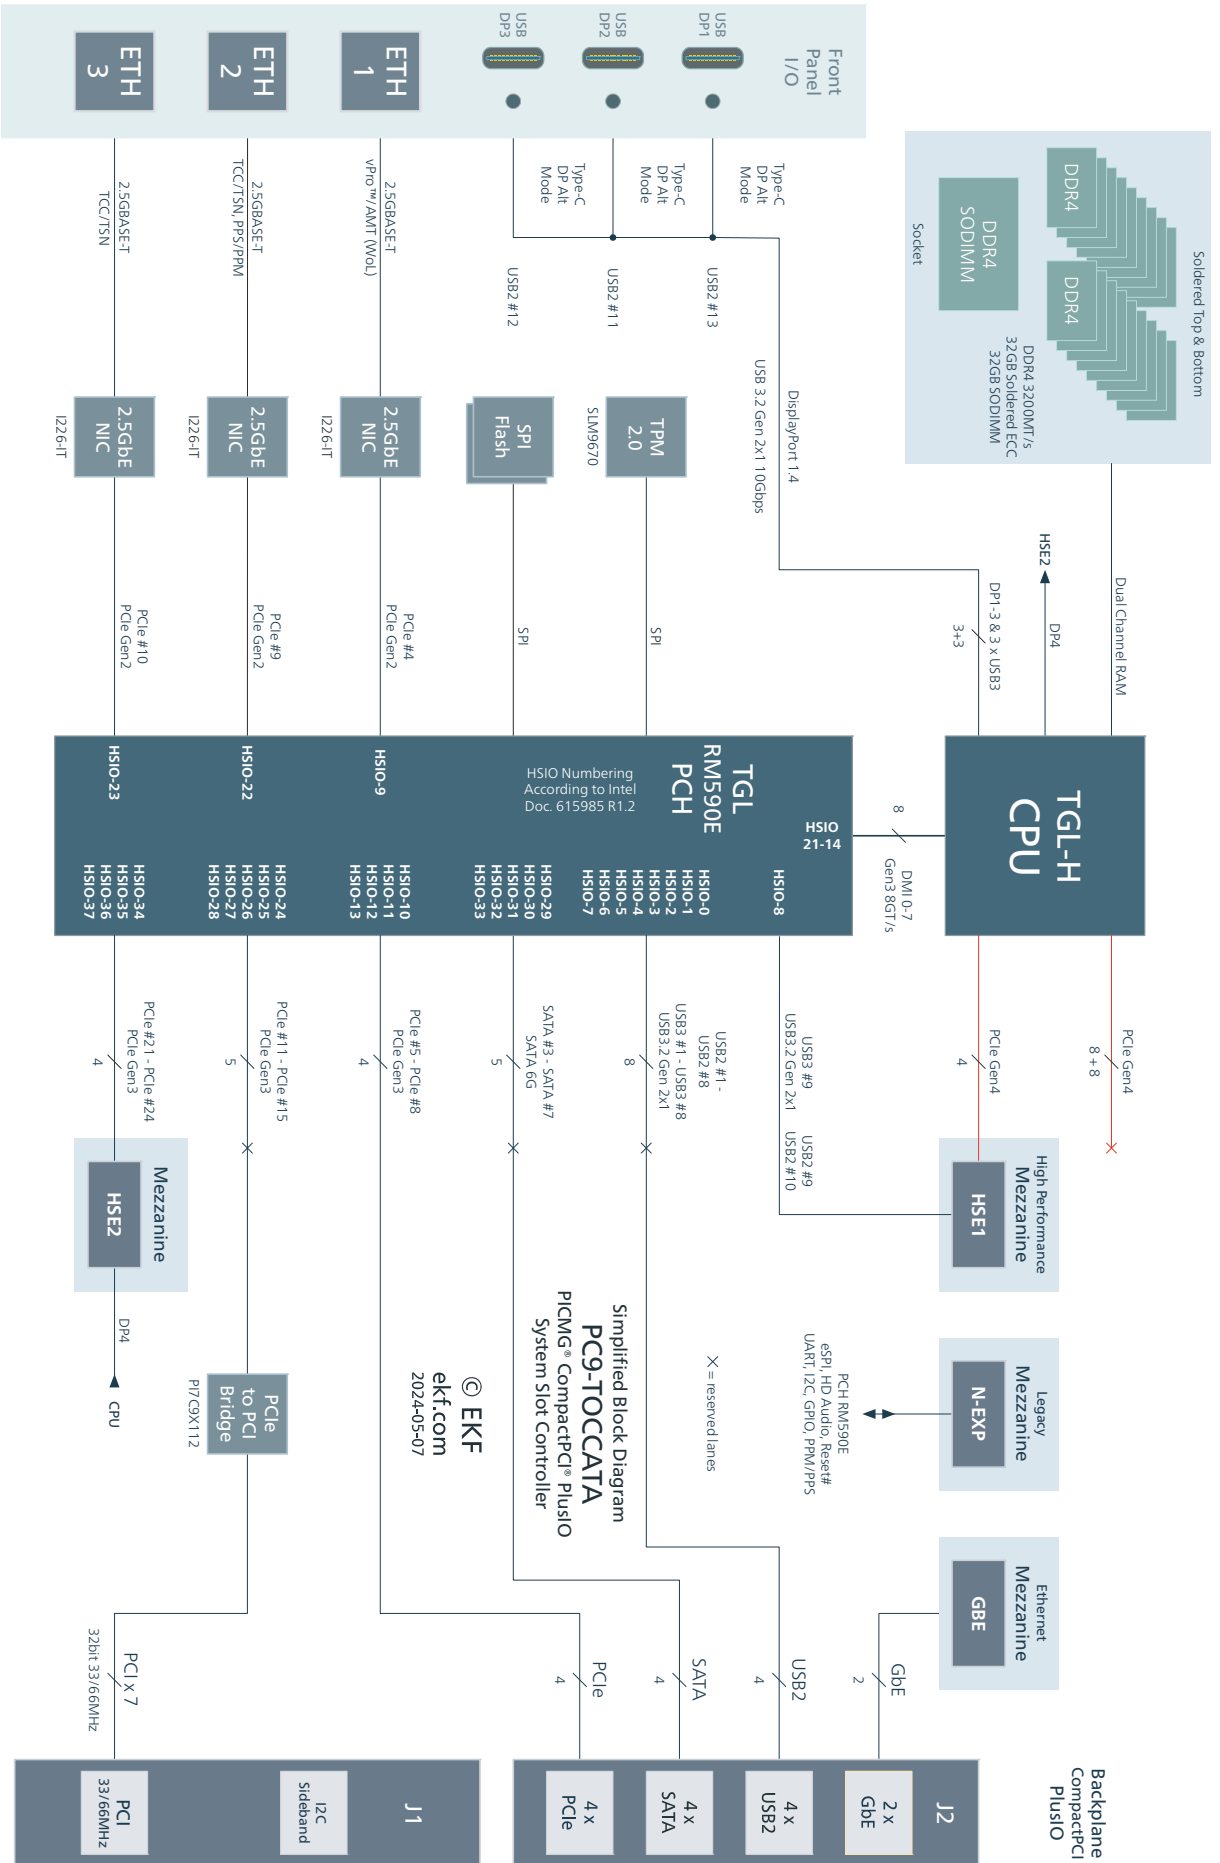 Front
Panel
I/O
USB
DP1
USB
DP2
USB
DP3
ETH
1
ETH
2
ETH
3
Type-C
DP Alt
Mode
Type-C
DP Alt
Mode
Type-C
DP Alt
Mode
USB2 #13
USB2 #11
USB2 #12
2.5GBASE-T
vPro™/AMT (WoL)
2.5GBASE-T
TCC/TSN, PPS/PPM
2.5GBASE-T
TCC/TSN
Soldered Top & Bottom
DDR4
DDR4
DDR4
SODIMM
Socket
DDR4 3200MT/s
32GB Soldered ECC
32GB SODIMM
DisplayPort 1.4
USB 3.2 Gen 2x1 10Gbps
TPM
2.0
SLM9670
SPI
Flash
2.5GbE
NIC
I226-IT
2.5GbE
NIC
I226-IT
2.5GbE
NIC
I226-IT
Dual Channel RAM
HSE2
DP4
DP1-3 & 3 x USB3
3+3
SPI
SPI
PCIe #4
PCIe Gen2
PCIe #9
PCIe Gen2
PCIe #10
PCIe Gen2
TGL-H
CPU
8
DMI 0-7
Gen3 8GT/s
TGL
RM590E
PCH
HSIO Numbering
According to Intel
Doc. 615985 R1.2
HSIO
21-14
HSIO-9
HSIO-22
HSIO-23
HSIO-8
HSIO-0
HSIO-1
HSIO-2
HSIO-3
HSIO-4
HSIO-5
HSIO-6
HSIO-7
HSIO-29
HSIO-30
HSIO-31
HSIO-32
HSIO-33
HSIO-10
HSIO-11
HSIO-12
HSIO-13
HSIO-24
HSIO-25
HSIO-26
HSIO-27
HSIO-28
HSIO-34
HSIO-35
HSIO-36
HSIO-37
PCIe Gen4
8 + 8
PCIe Gen4
4
USB3 #9
USB3.2 Gen 2x1
USB2 #9
USB2 #10
USB2 #1 -
USB2 #8
USB3 #1 - USB3 #8
USB3.2 Gen 2x1
8
SATA #3 - SATA #7
SATA 6G
5
PCIe #5 - PCIe #8
PCIe Gen3
4
PCIe #11 - PCIe #15
PCIe Gen3
5
PCIe #21 - PCIe #24
PCIe Gen3
4
High Performance
Mezzanine
HSE1
Mezzanine
HSE2
DP4
CPU
Legacy
Mezzanine
N-EXP
PCH RM590E
eSPI, HD Audio, Reset#
UART, I2C, GPIO, PPM/PPS
X = reserved lanes
Simplified Block Diagram
PC9-TOCCATA
PICMG® CompactPCI® PlusIO
System Slot Controller
© EKF
ekf.com
2024-05-07
PCIe
to PCI
Bridge
PI7C9X112
Ethernet
Mezzanine
GBE
GbE
2
USB2
4
SATA
4
PCIe
4
PCI x 7
32bit 33/66MHz
Backplane
CompactPCI
PlusIO
J2
2 x
GbE
4 x
USB2
4 x
SATA
4 x
PCIe
J1
I2C
Sideband
PCI
33/66MHz